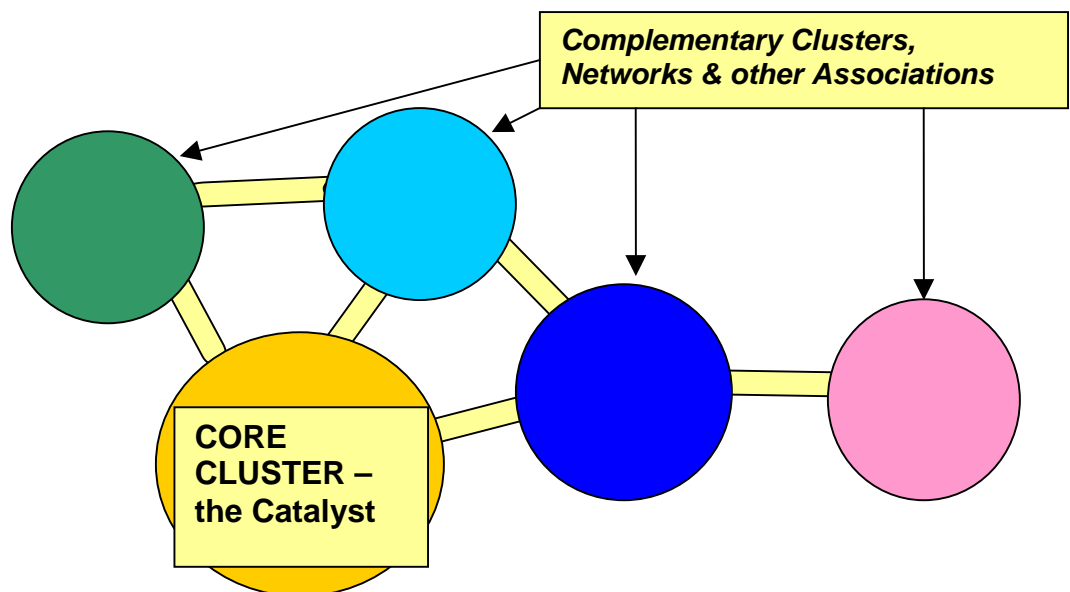 Complementary Clusters,
Networks & other Associations
CORE
CLUSTER –
the Catalyst